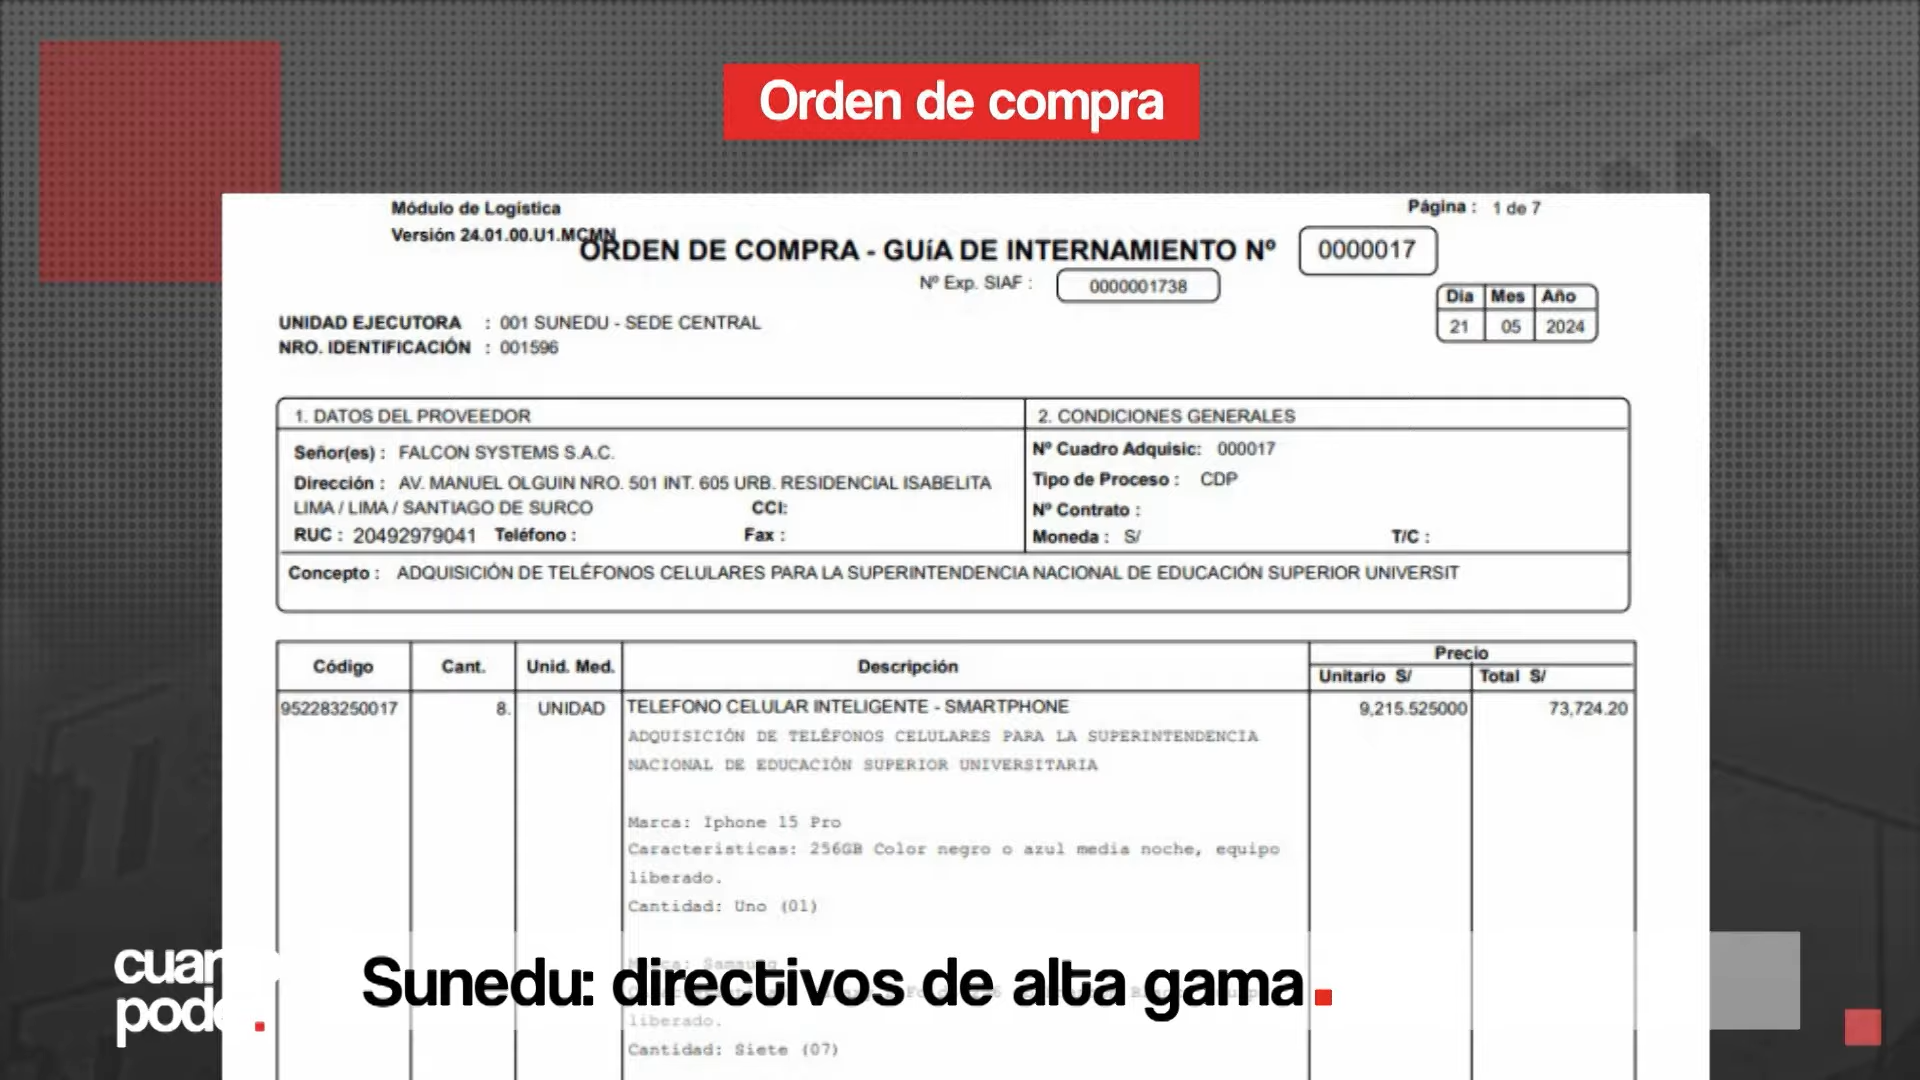 Orden de compra
Módulo de Logística
Página : 1 de 7
Versión 24.01.00.U1.MCMN
ORDEN DE COMPRA - GUíA DE INTERNAMIENTO Nº 0000017
Nº Exp. SIAF : 0000001738
Dia Mes Año
21 05 2024
UNIDAD EJECUTORA : 001 SUNEDU - SEDE CENTRAL
NRO. IDENTIFICACIÓN : 001596
1. DATOS DEL PROVEEDOR
Señor(es) : FALCON SYSTEMS S.A.C.
Dirección : AV. MANUEL OLGUIN NRO. 501 INT. 605 URB. RESIDENCIAL ISABELITA
LIMA / LIMA / SANTIAGO DE SURCO CCI:
RUC : 20492979041 Teléfono : Fax :
2. CONDICIONES GENERALES
Nº Cuadro Adquisic: 000017
Tipo de Proceso : CDP
Nº Contrato :
Moneda : S/ T/C :
Concepto : ADQUISICIÓN DE TELÉFONOS CELULARES PARA LA SUPERINTENDENCIA NACIONAL DE EDUCACIÓN SUPERIOR UNIVERSIT
Código Cant. Unid. Med. Descripción Precio
Unitario S/ Total S/
952283250017 8. UNIDAD TELEFONO CELULAR INTELIGENTE - SMARTPHONE 9,215.525000 73,724.20
ADQUISICIÓN DE TELÉFONOS CELULARES PARA LA SUPERINTENDENCIA
NACIONAL DE EDUCACIÓN SUPERIOR UNIVERSITARIA
Marca: Iphone 15 Pro
Caracteristicas: 256GB Color negro o azul media noche, equipo
liberado.
Cantidad: Uno (01)
Marca: Samsung
liberado.
Cantidad: Siete (07)
Sunedu: directivos de alta gama